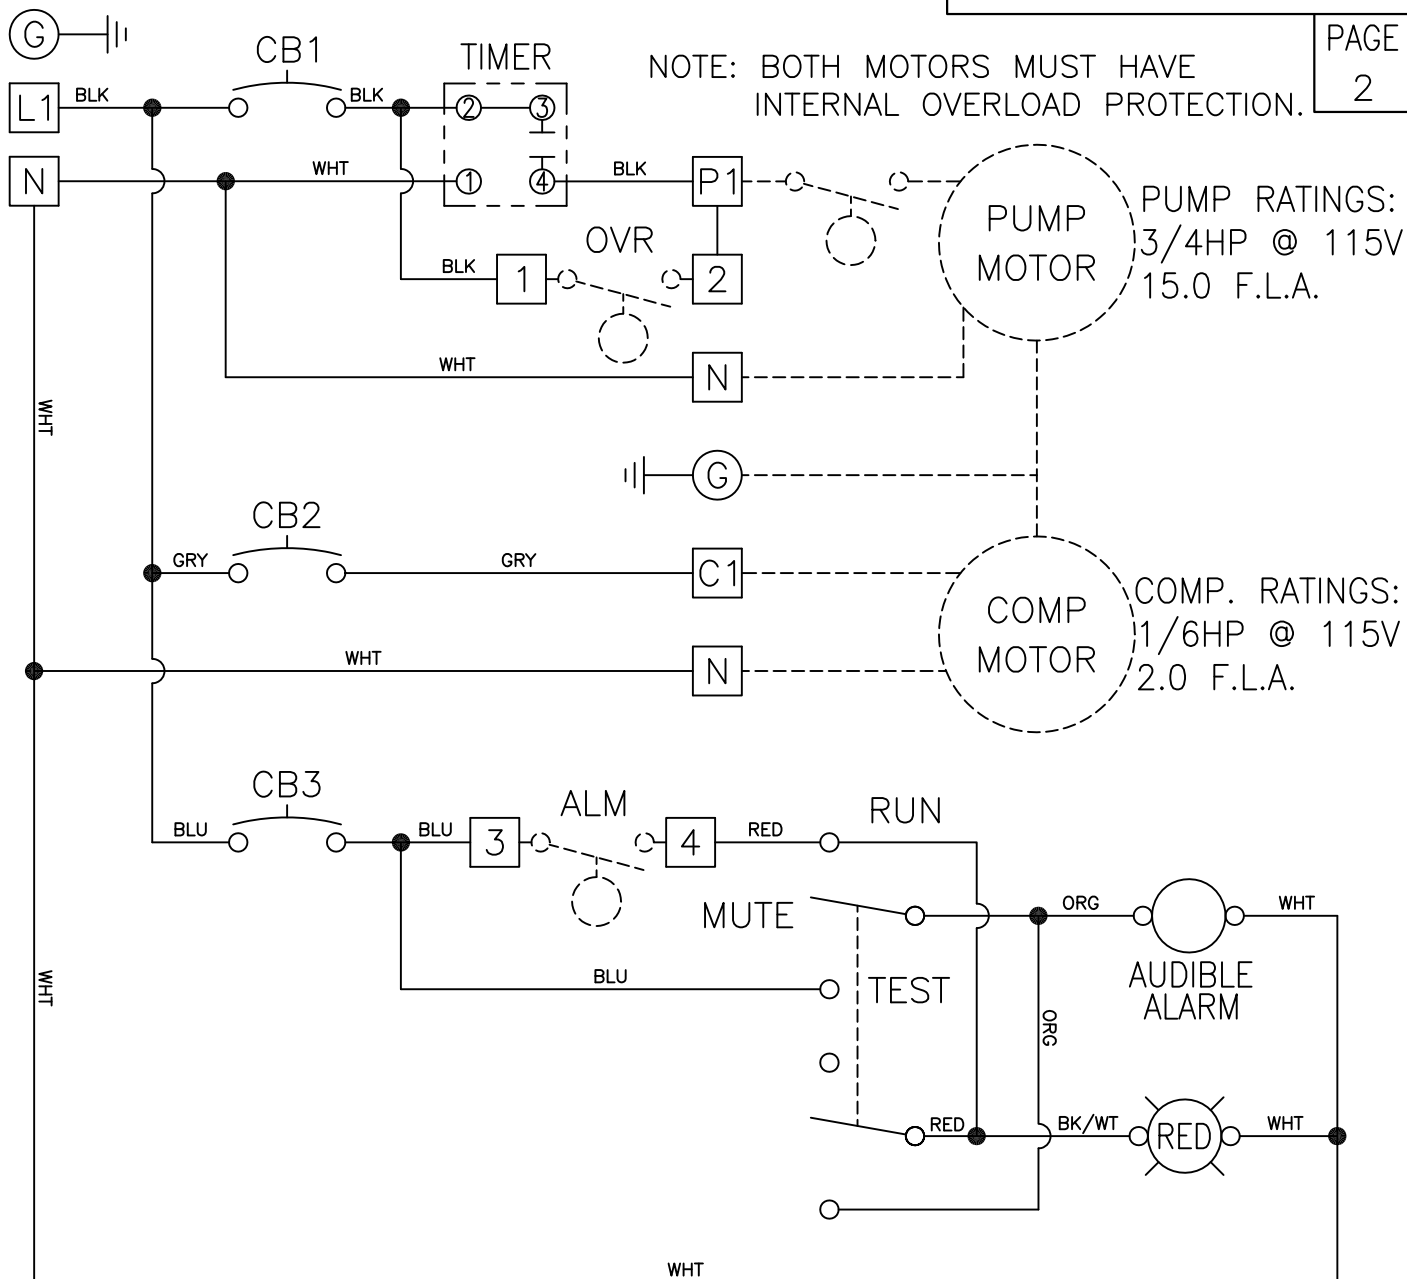 G
PAGE
2
CB1
TIMER
NOTE: BOTH MOTORS MUST HAVE
INTERNAL OVERLOAD PROTECTION.
L1
BLK
BLK
2
3
N
WHT
1
4
BLK
P1
PUMP
MOTOR
PUMP RATINGS:
3/4HP @ 115V
15.0 F.L.A.
OVR
BLK
1
2
WHT
N
WHT
G
CB2
GRY
GRY
C1
COMP
MOTOR
COMP. RATINGS:
1/6HP @ 115V
2.0 F.L.A.
WHT
N
CB3
ALM
RUN
BLU
BLU
3
4
RED
MUTE
ORG
WHT
WHT
BLU
TEST
AUDIBLE
ALARM
ORG
RED
BK/WT
RED
WHT
WHT